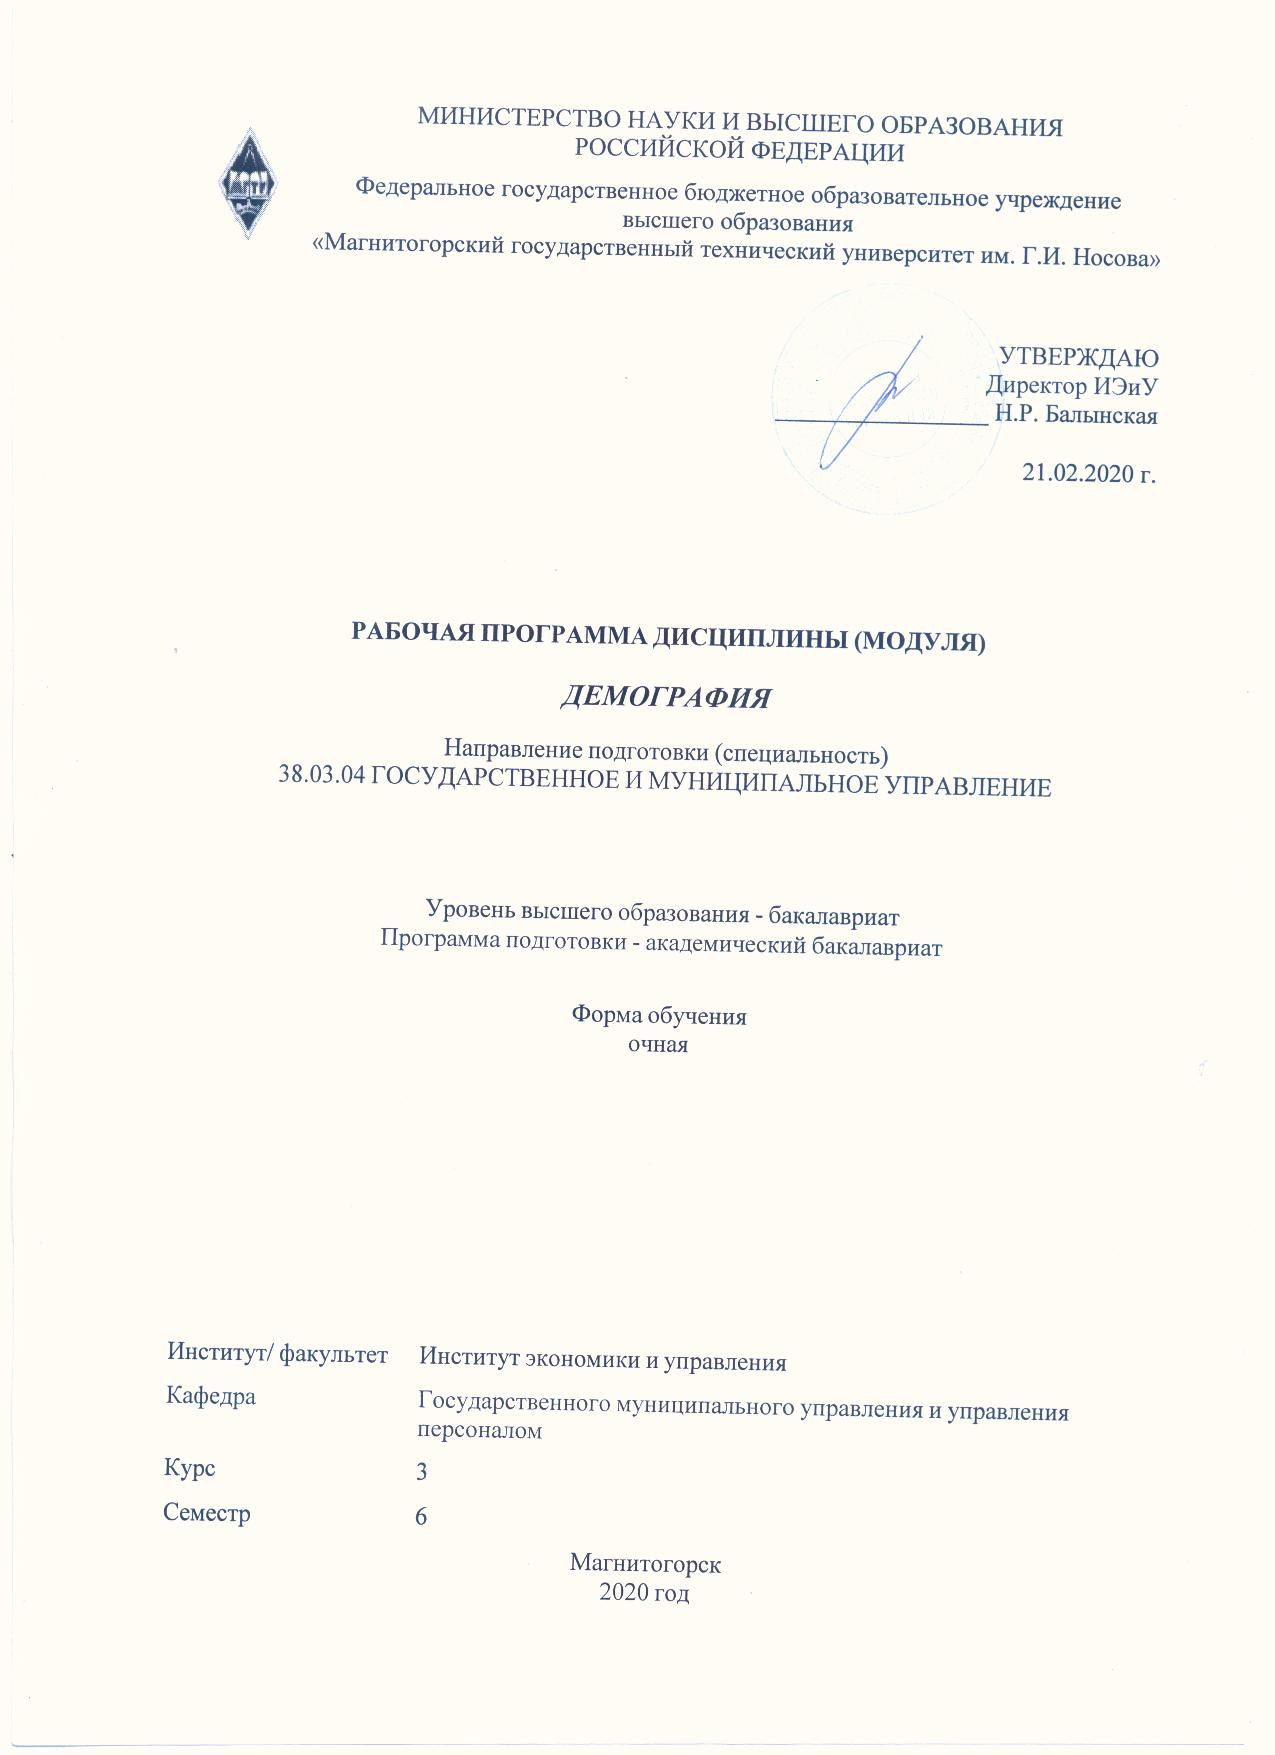 МИНИСТЕРСТВО НАУКИ И ВЫСШЕГО ОБРАЗОВАНИЯ
РОССИЙСКОЙ ФЕДЕРАЦИИ
Федеральное государственное бюджетное образовательное учреждение
высшего образования
«Магнитогорский государственный технический университет им. Г.И. Носова»
УТВЕРЖДАЮ
Директор ИЭиУ
Н.Р. Балынская
21.02.2020 г.
РАБОЧАЯ ПРОГРАММА ДИСЦИПЛИНЫ (МОДУЛЯ)
ДЕМОГРАФИЯ
Направление подготовки (специальность)
38.03.04 ГОСУДАРСТВЕННОЕ И МУНИЦИПАЛЬНОЕ УПРАВЛЕНИЕ
Уровень высшего образования - бакалавриат
Программа подготовки - академический бакалавриат
Форма обучения
очная
Институт/ факультет Институт экономики и управления
Кафедра Государственного муниципального управления и управления
персоналом
Курс 3
Семестр 6
Магнитогорск
2020 год